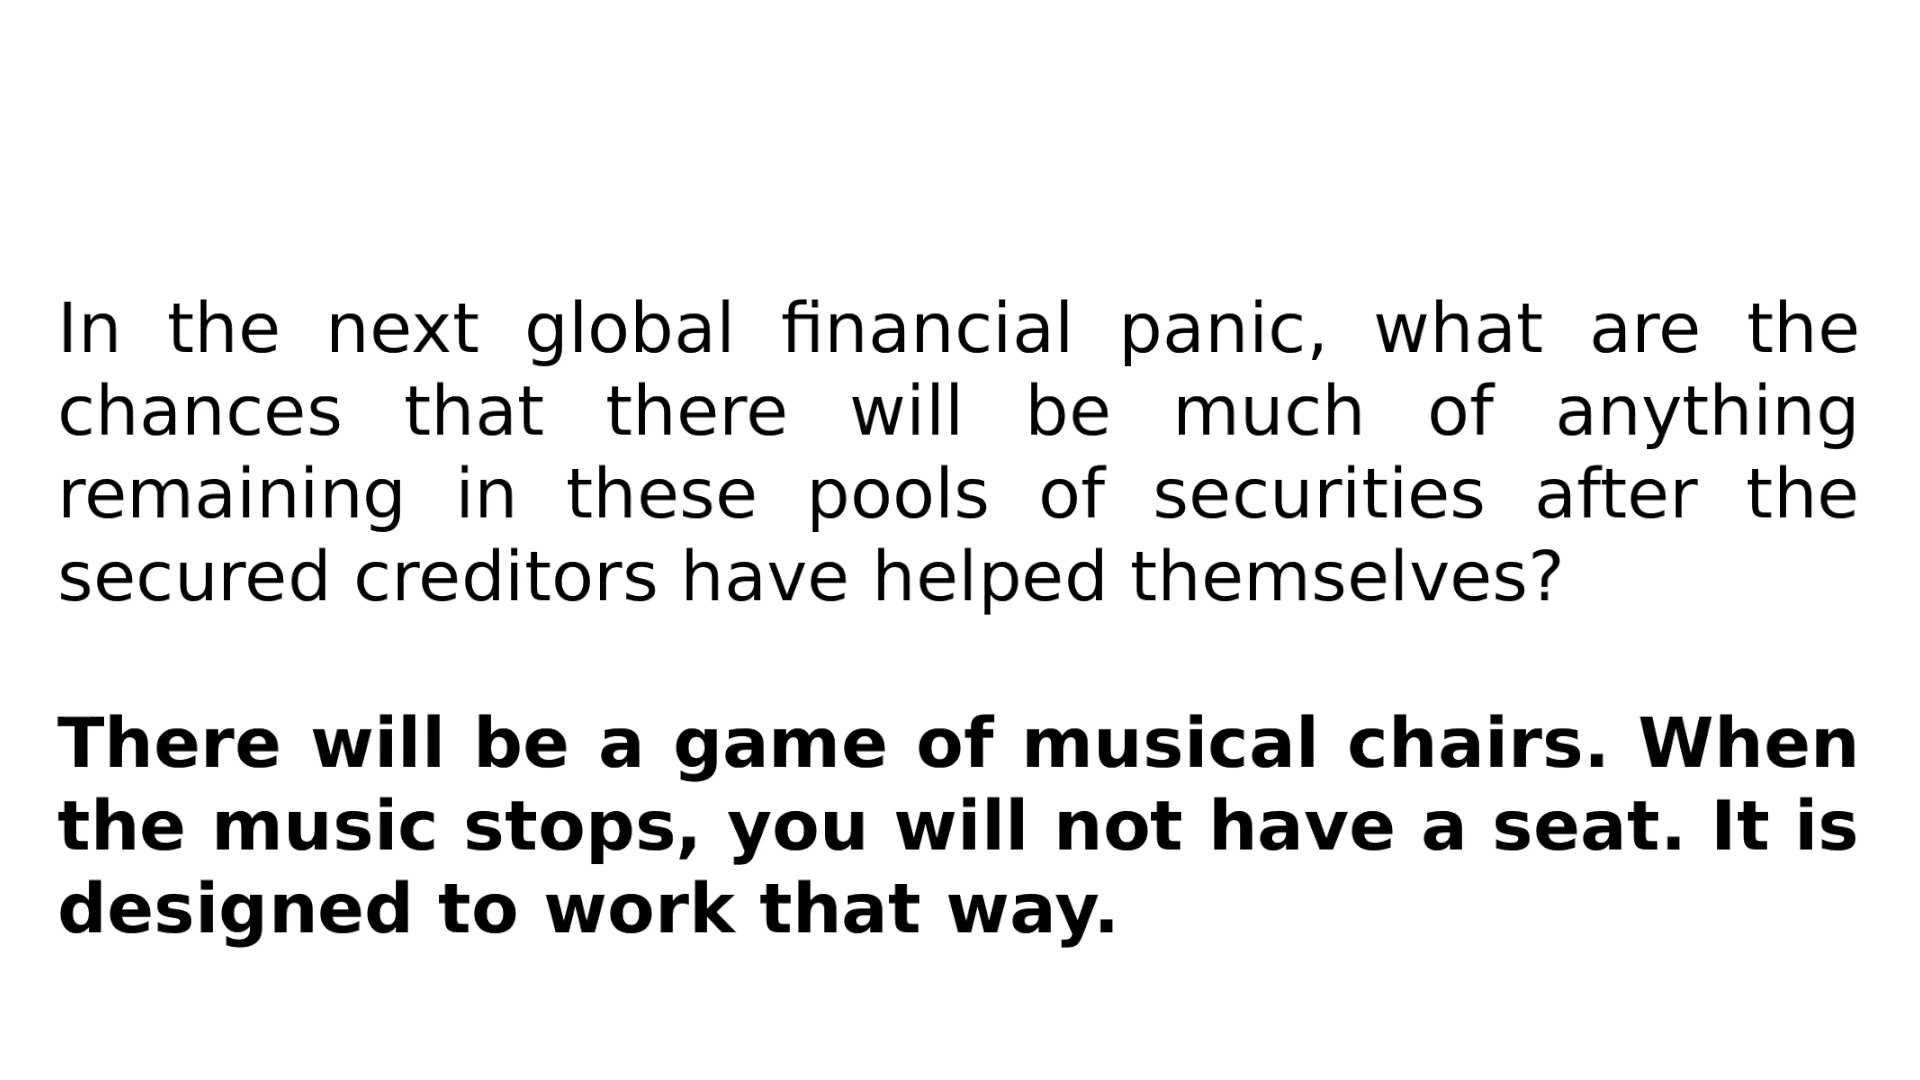 In the next global financial panic, what are the
chances that there will be much of anything
remaining in these pools of securities after the
secured creditors have helped themselves?
There will be a game of musical chairs. When
the music stops, you will not have a seat. It is
designed to work that way.